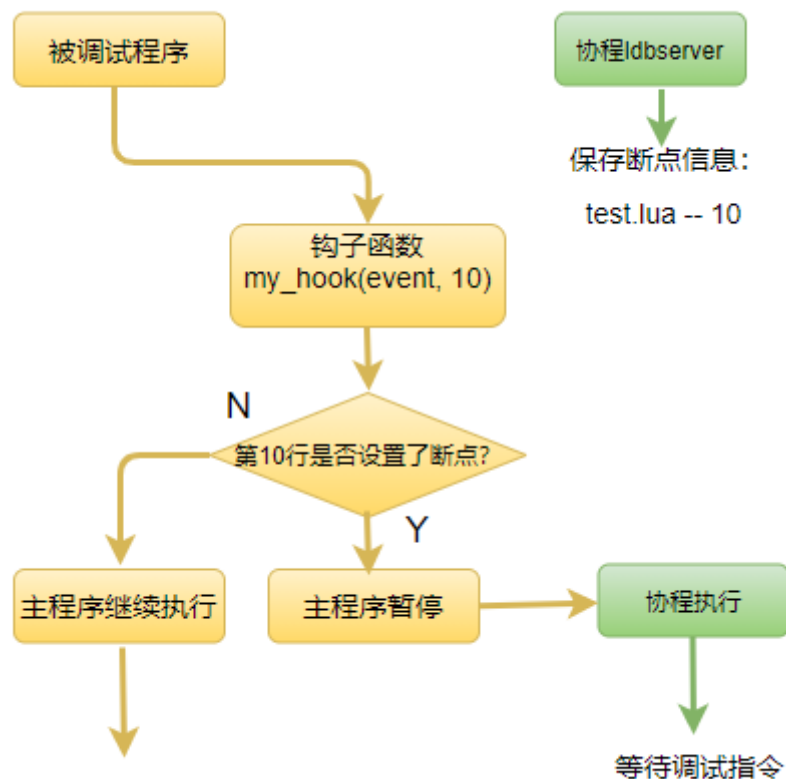 被调试程序
协程ldbserver
保存断点信息：
test.lua -- 10
钩子函数
my_hook(event, 10)
N
第10行是否设置了断点?
Y
主程序继续执行
主程序暂停
协程执行
等待调试指令